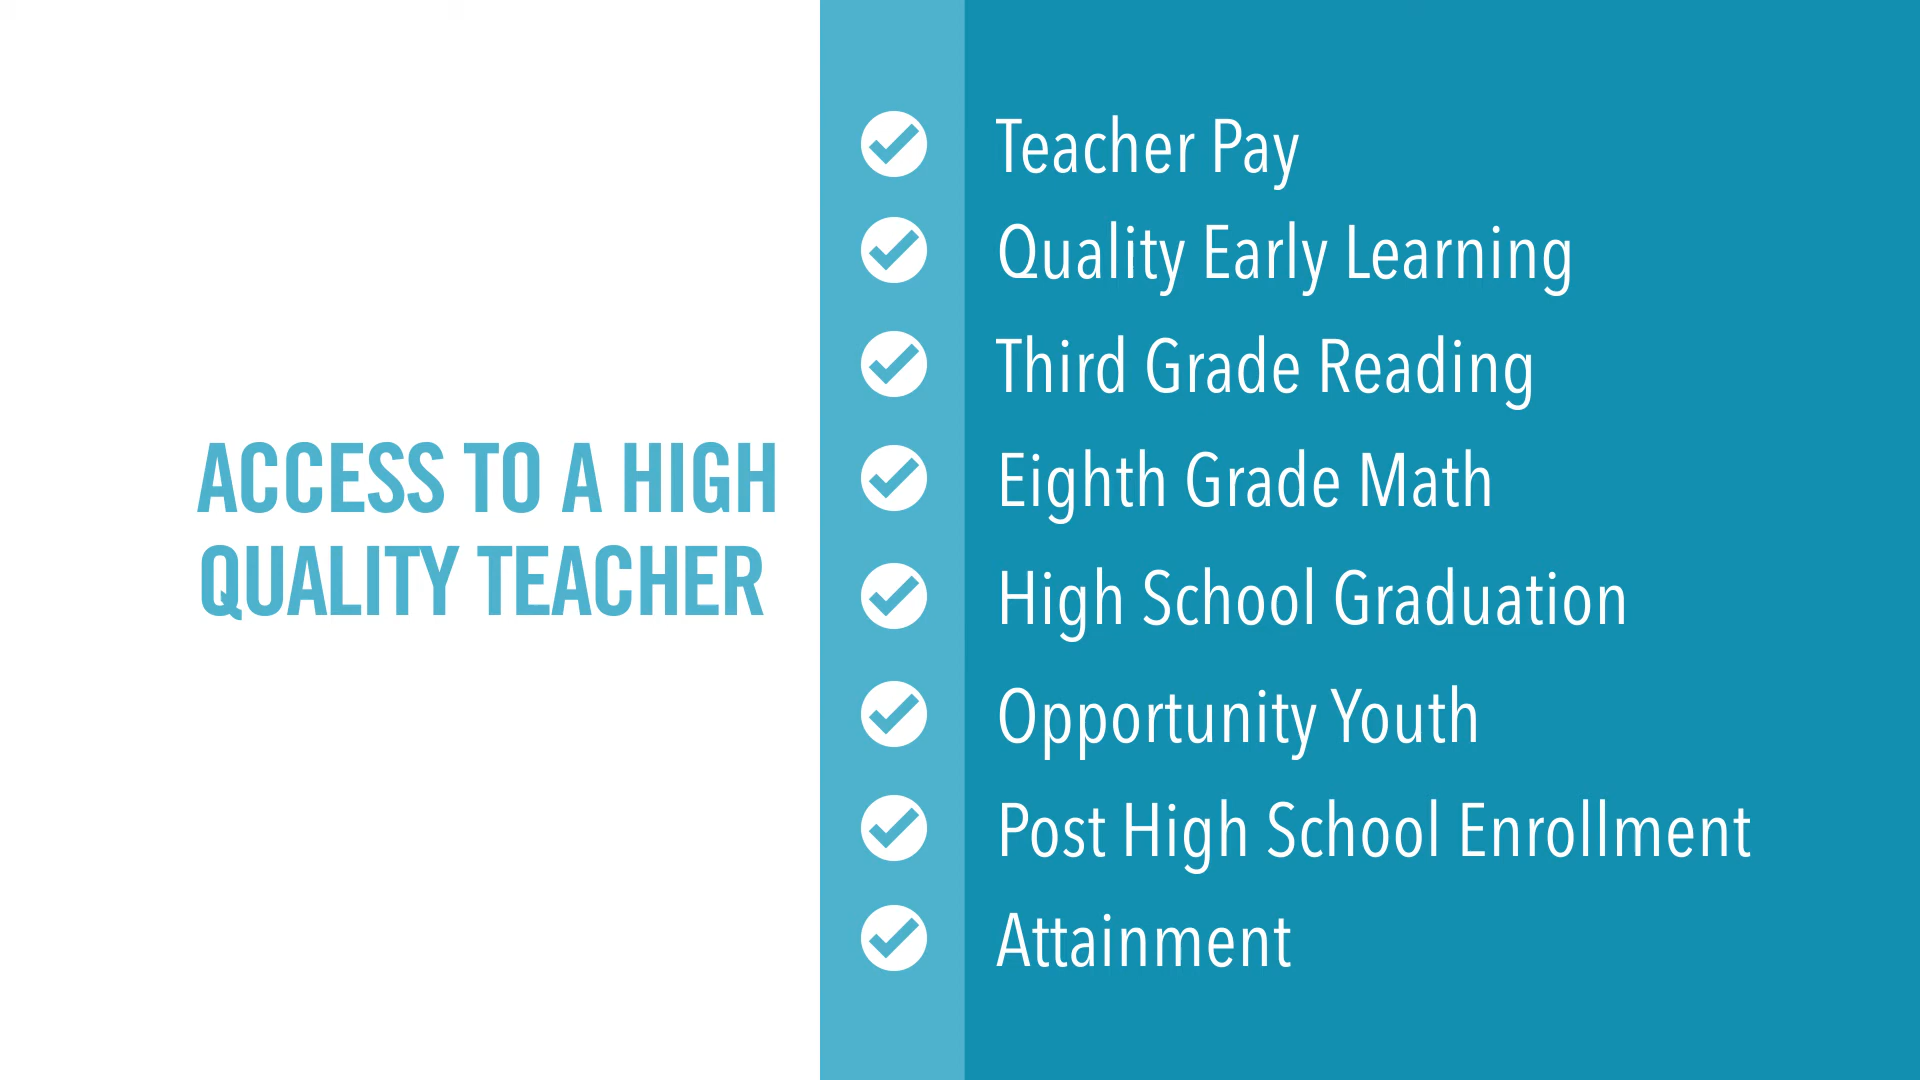 ACCESS TO A HIGH
QUALITY TEACHER
Teacher Pay
Quality Early Learning
Third Grade Reading
Eighth Grade Math
High School Graduation
Opportunity Youth
Post High School Enrollment
Attainment